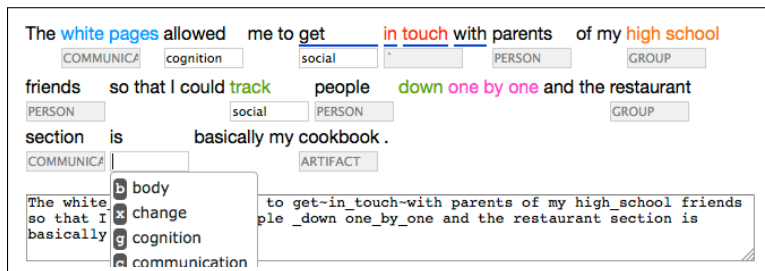 The white pages allowed me to get in touch with parents of my high school
COMMUNICA cognition social ` PERSON GROUP
friends so that I could track people down one by one and the restaurant
PERSON social PERSON GROUP
section is basically my cookbook .
COMMUNICA ARTIFACT
b body
x change
g cognition
c communication
The white to get~in_touch~with parents of my high_school friends
so that I ple _down one_by_one and the restaurant section is
basically